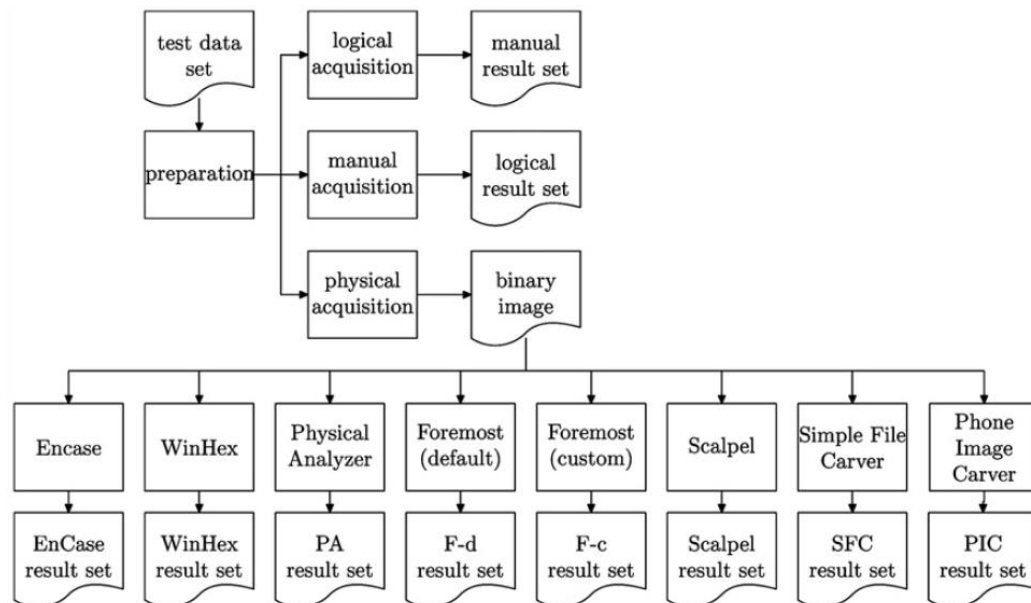 test data
set
logical
acquisition
manual
result set
preparation
manual
acquisition
logical
result set
physical
acquisition
binary
image
Encase
WinHex
Physical
Analyzer
Foremost
(default)
Foremost
(custom)
Scalpel
Simple File
Carver
Phone
Image
Carver
EnCase
result set
WinHex
result set
PA
result set
F-d
result set
F-c
result set
Scalpel
result set
SFC
result set
PIC
result set